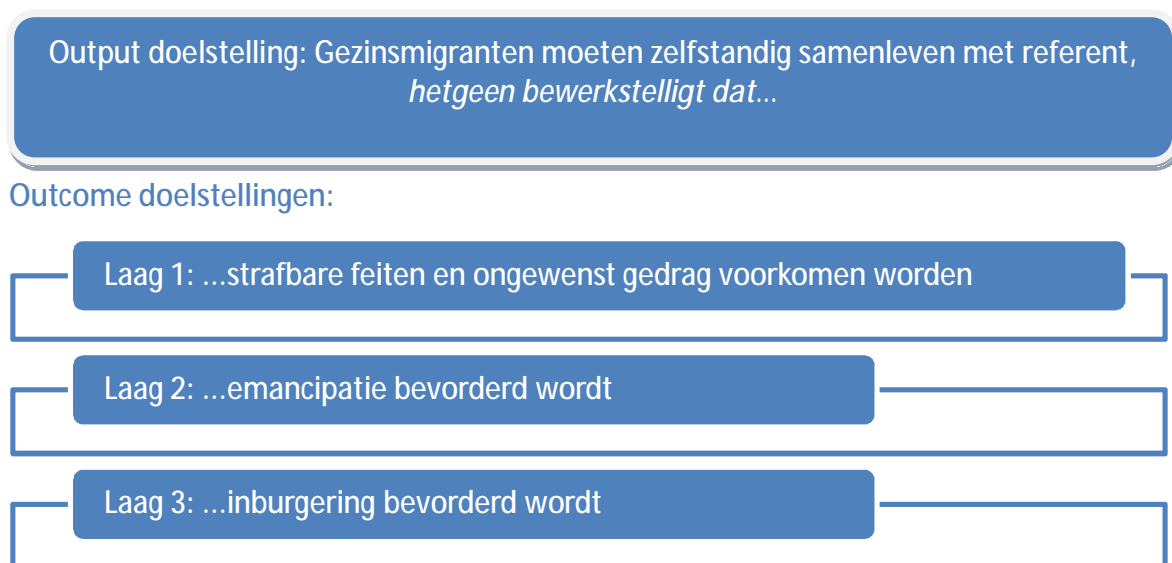 Output doelstelling: Gezinsmigranten moeten zelfstandig samenleven met referent,
hetgeen bewerkstelligt dat…
Outcome doelstellingen:
Laag 1: …strafbare feiten en ongewenst gedrag voorkomen worden
Laag 2: …emancipatie bevorderd wordt
Laag 3: …inburgering bevorderd wordt